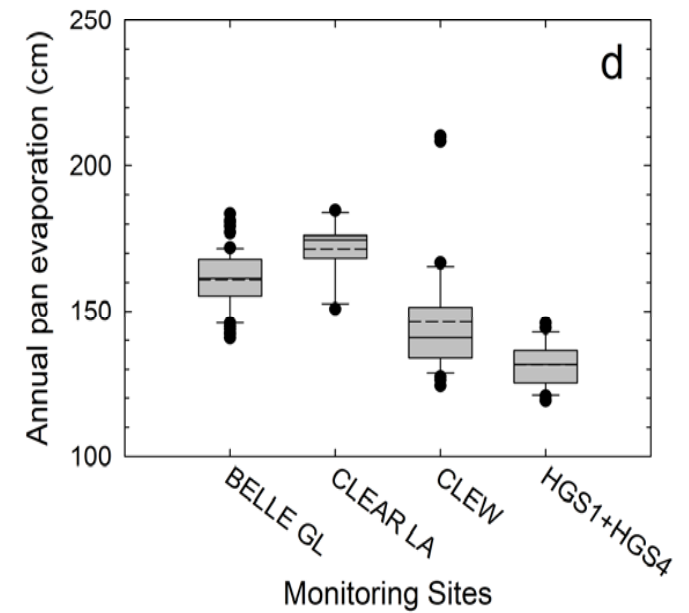 250
d
200
150
100
Annual pan evaporation (cm)
BELLE GL
CLEAR LA
CLEW
HGS1+HGS4
Monitoring Sites